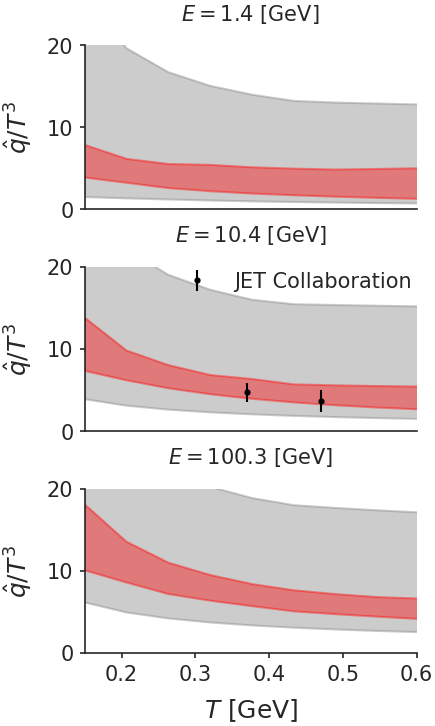 E = 1.4 [GeV]
20
10
0
q̂/T³
E = 10.4 [GeV]
JET Collaboration
20
10
0
q̂/T³
E = 100.3 [GeV]
20
10
0
q̂/T³
0.2 0.3 0.4 0.5 0.6
T [GeV]